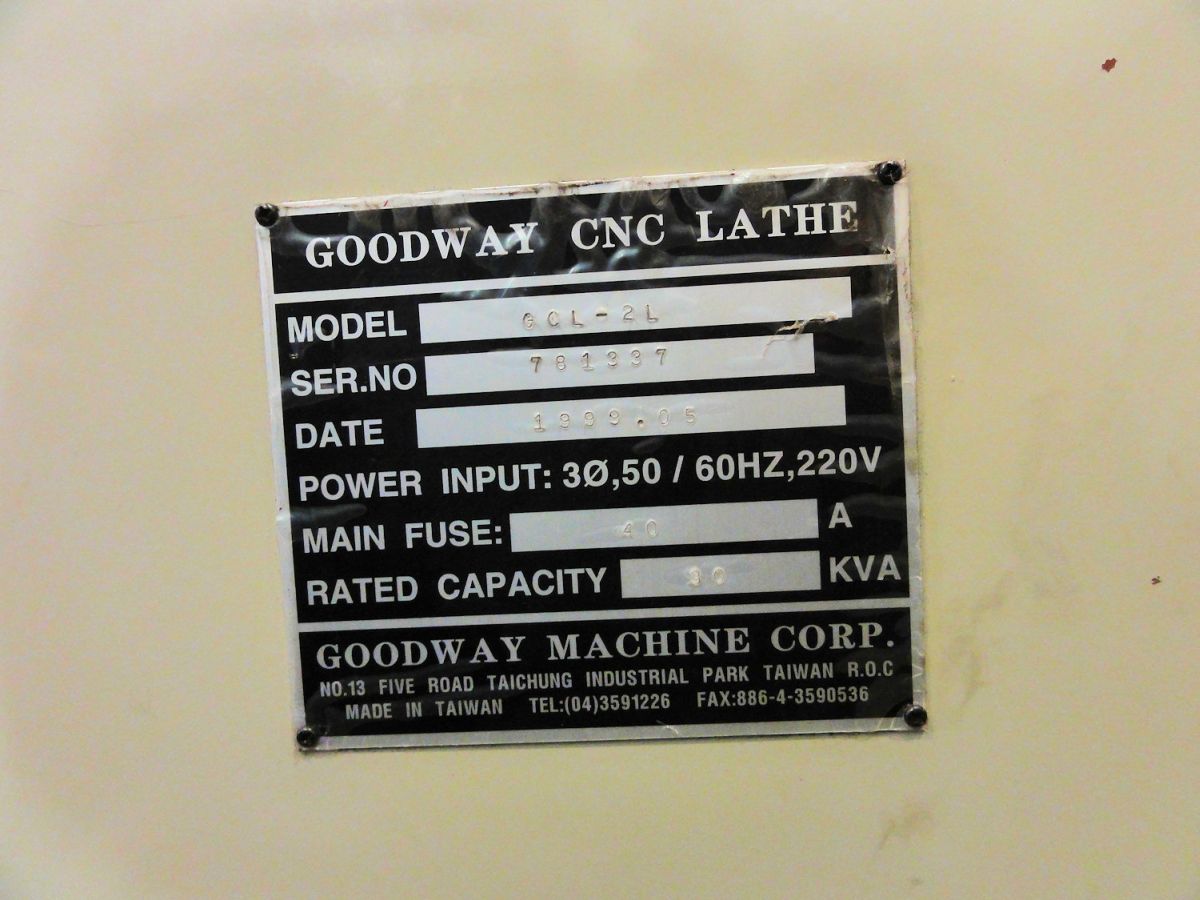 GOODWAY CNC LATHE
MODEL GCL-2L
SER.NO 781337
DATE 1999.05
POWER INPUT: 3Ø,50 / 60HZ,220V
MAIN FUSE: 40 A
RATED CAPACITY 30 KVA
GOODWAY MACHINE CORP.
NO.13 FIVE ROAD TAICHUNG INDUSTRIAL PARK TAIWAN R.O.C
MADE IN TAIWAN TEL:(04)3591226 FAX:886-4-3590536